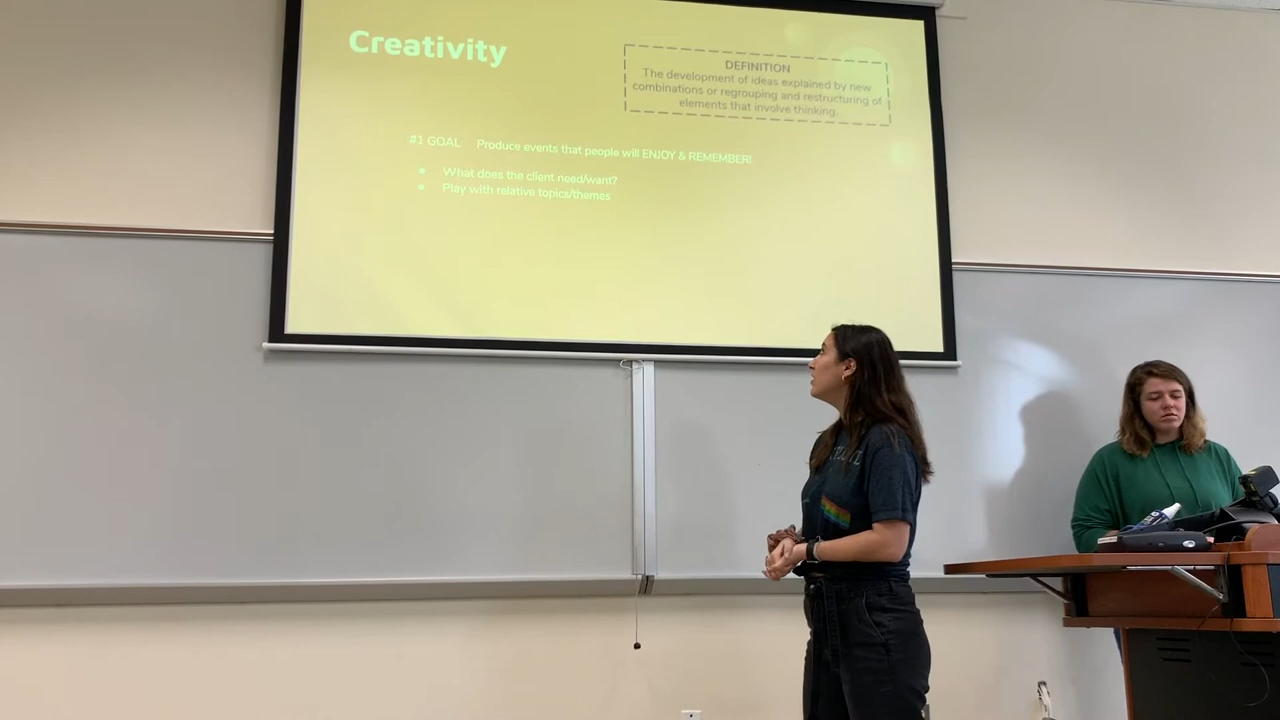 Creativity
DEFINITION
The development of ideas explained by new
combinations or regrouping and restructuring of
elements that involve thinking.
#1 GOAL Produce events that people will ENJOY & REMEMBER!
What does the client need/want?
Play with relative topics/themes